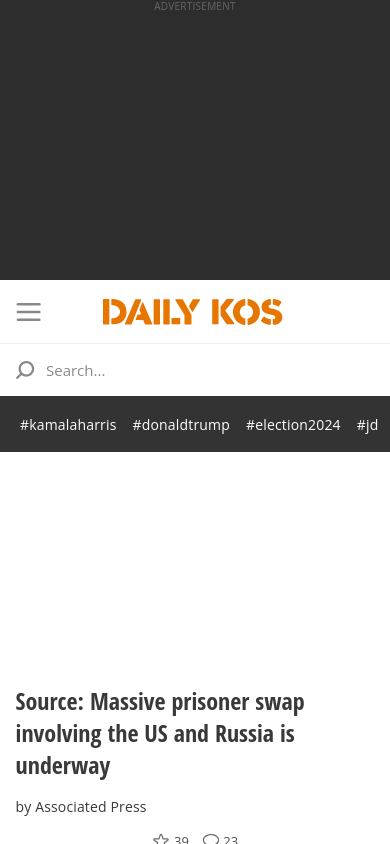 ADVERTISEMENT
DAILY KOS
Search...
#kamalaharris #donaldtrump #election2024 #jd
Source: Massive prisoner swap
involving the US and Russia is
underway
by Associated Press
39 23